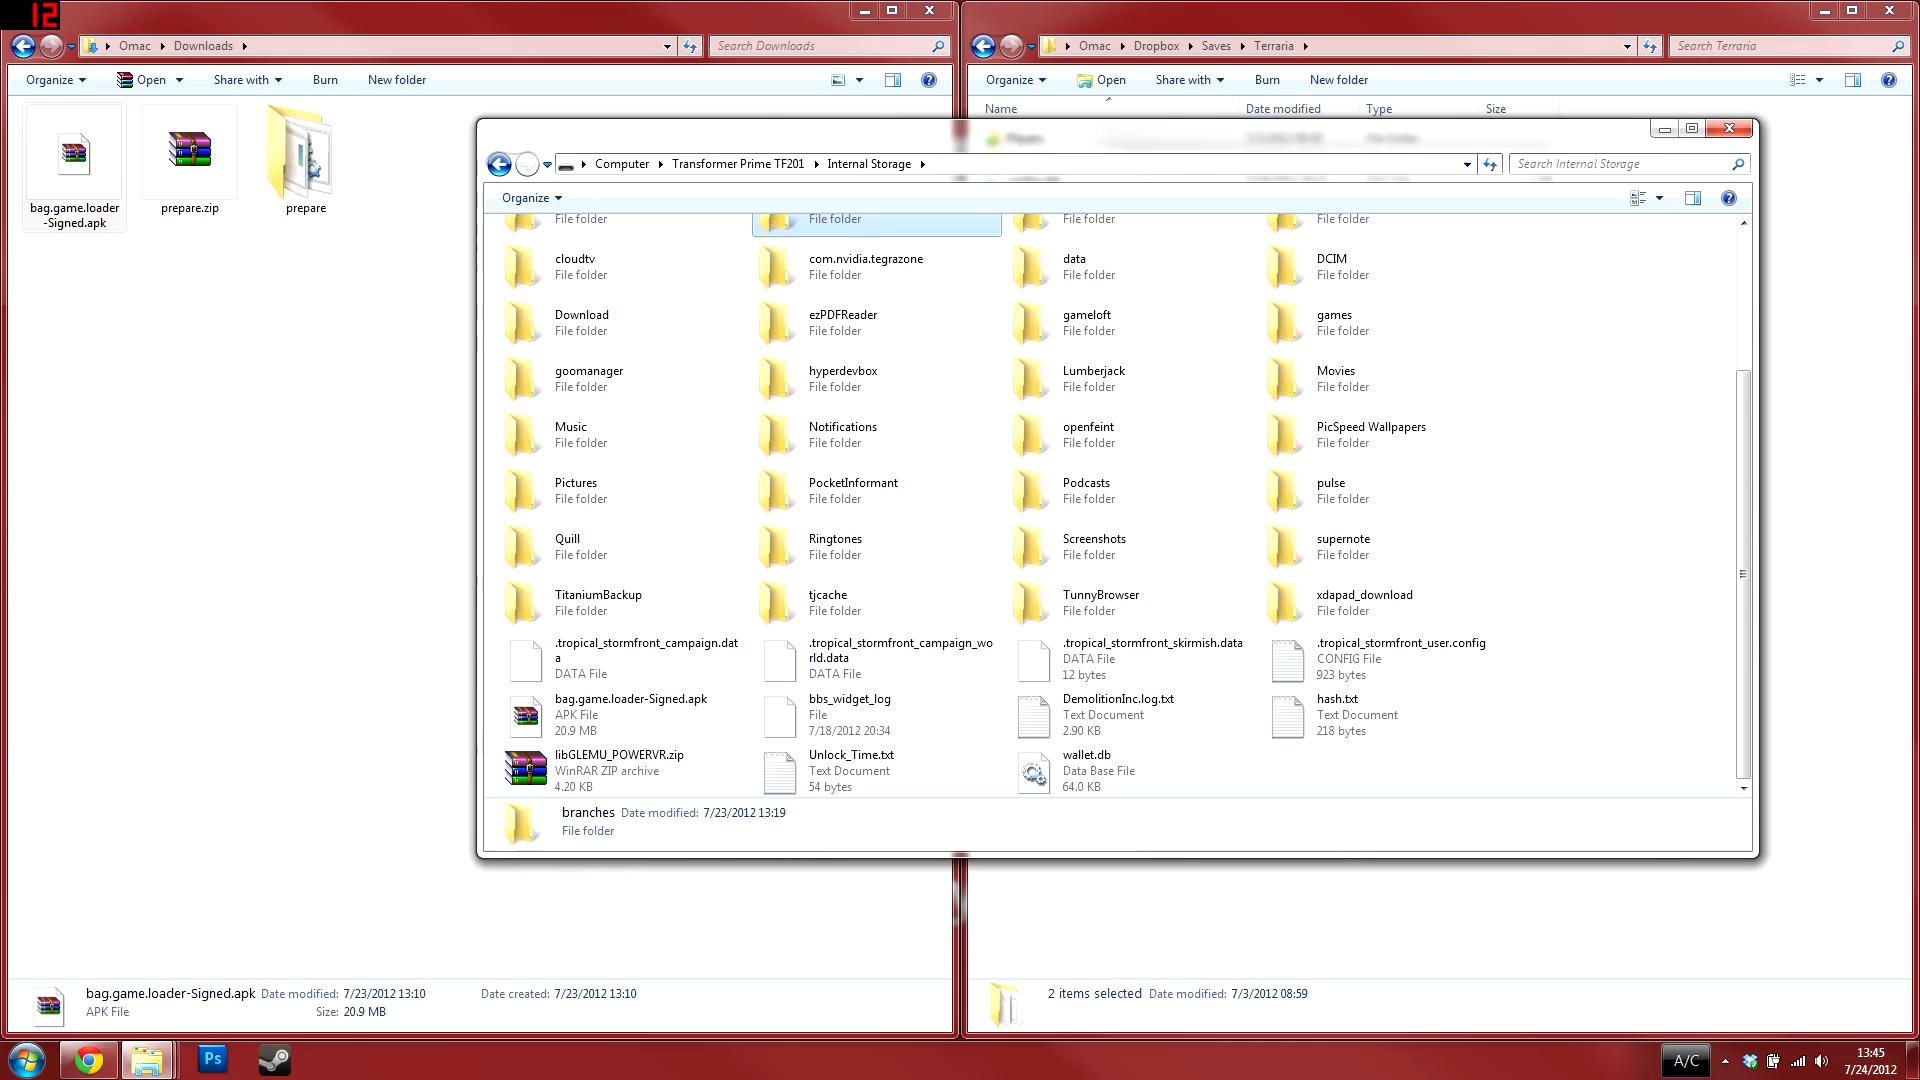 12
Omac Downloads
Search Downloads
Organize Open Share with Burn New folder
bag.game.loader
-Signed.apk
prepare.zip
prepare
bag.game.loader-Signed.apk Date modified: 7/23/2012 13:10 Date created: 7/23/2012 13:10
APK File Size: 20.9 MB
Omac Dropbox Saves Terraria
Search Terraria
Organize Open Share with Burn New folder
Name Date modified Type Size
2 items selected Date modified: 7/3/2012 08:59
Computer Transformer Prime TF201 Internal Storage
Search Internal Storage
Organize
File folder File folder File folder File folder
cloudtv com.nvidia.tegrazone data DCIM
File folder File folder File folder File folder
Download ezPDFReader gameloft games
File folder File folder File folder File folder
goomanager hyperdevbox Lumberjack Movies
File folder File folder File folder File folder
Music Notifications openfeint PicSpeed Wallpapers
File folder File folder File folder File folder
Pictures PocketInformant Podcasts pulse
File folder File folder File folder File folder
Quill Ringtones Screenshots supernote
File folder File folder File folder File folder
TitaniumBackup tjcache TunnyBrowser xdapad_download
File folder File folder File folder File folder
.tropical_stormfront_campaign.dat
a
DATA File
.tropical_stormfront_campaign_wo
rld.data
DATA File
.tropical_stormfront_skirmish.data
DATA File
12 bytes
.tropical_stormfront_user.config
CONFIG File
923 bytes
bag.game.loader-Signed.apk
APK File
20.9 MB
bbs_widget_log
File
7/18/2012 20:34
DemolitionInc.log.txt
Text Document
2.90 KB
hash.txt
Text Document
218 bytes
libGLEMU_POWERVR.zip
WinRAR ZIP archive
4.20 KB
Unlock_Time.txt
Text Document
54 bytes
wallet.db
Data Base File
64.0 KB
branches Date modified: 7/23/2012 13:19
File folder
Ps
A/C
13:45
7/24/2012